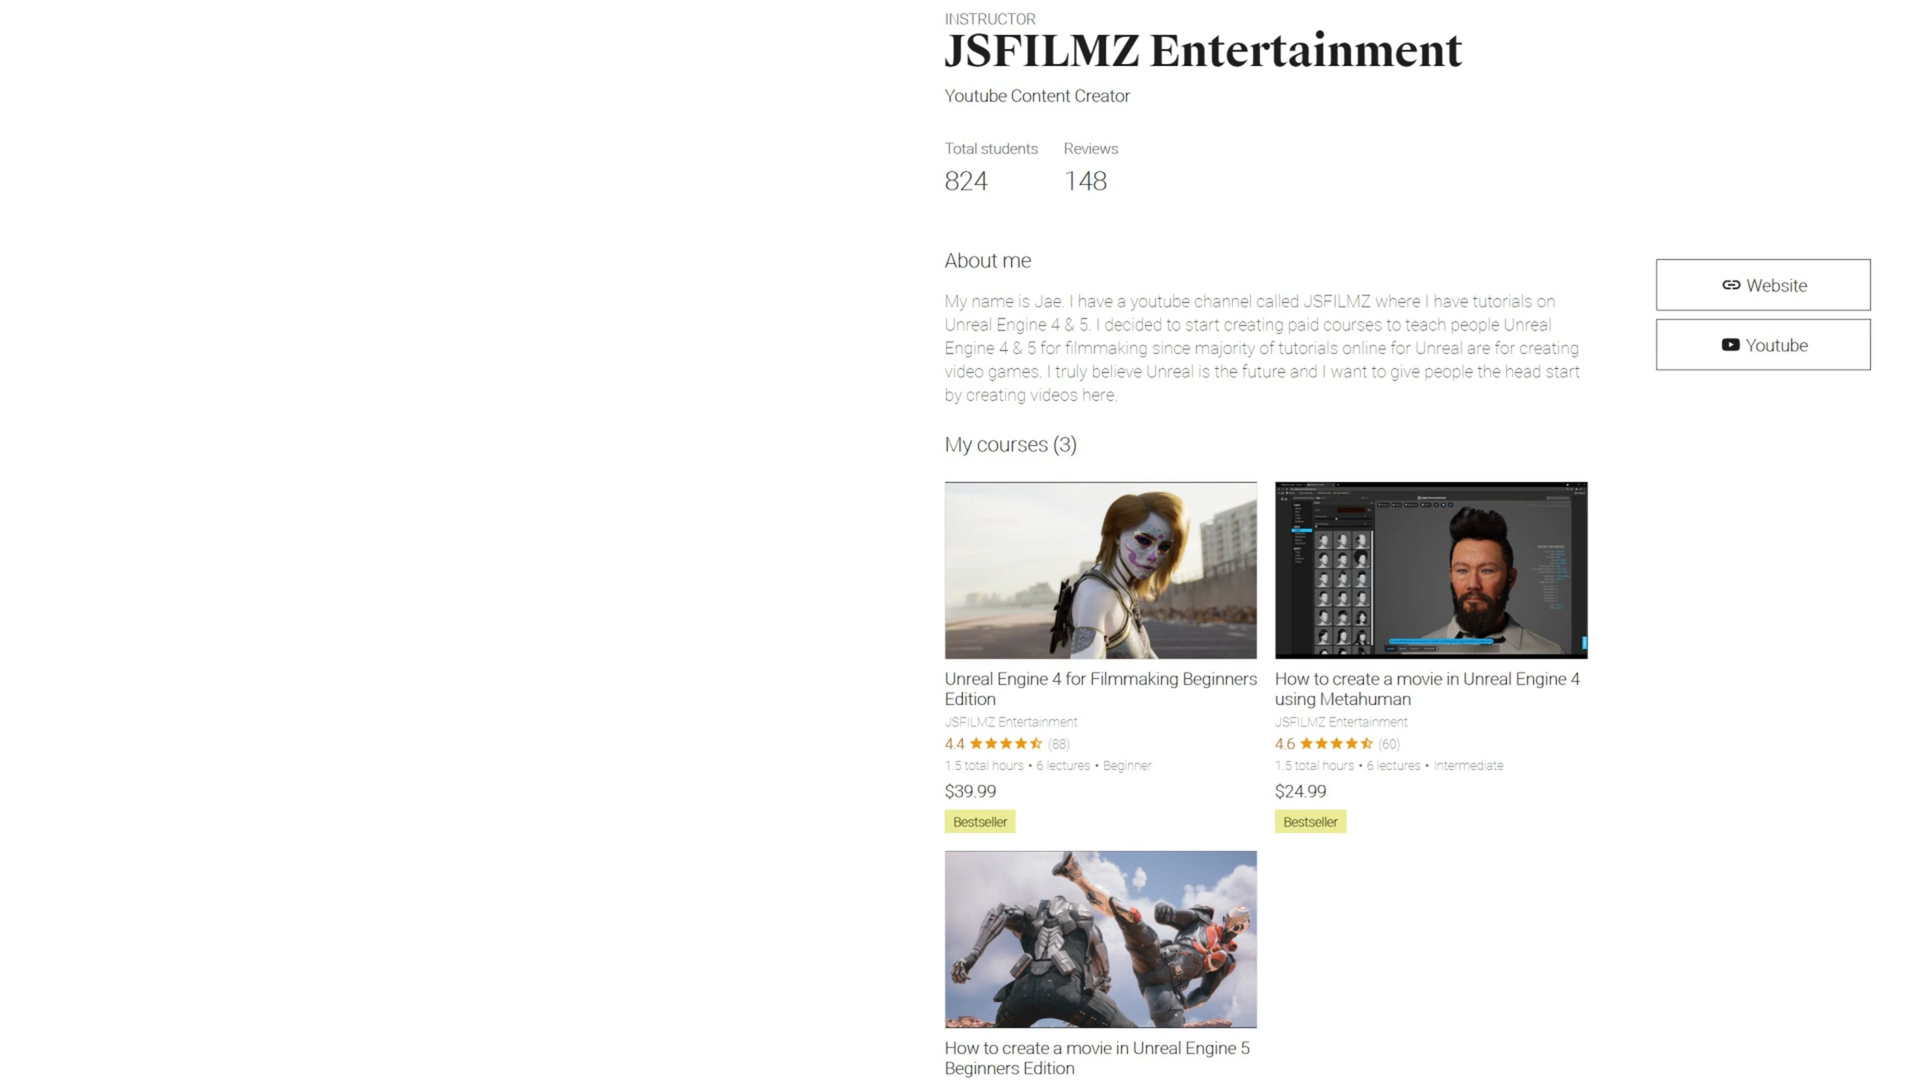 INSTRUCTOR
JSFILMZ Entertainment
Youtube Content Creator
Total students Reviews
824 148
About me
My name is Jae. I have a youtube channel called JSFILMZ where I have tutorials on
Unreal Engine 4 & 5. I decided to start creating paid courses to teach people Unreal
Engine 4 & 5 for filmmaking since majority of tutorials online for Unreal are for creating
video games. I truly believe Unreal is the future and I want to give people the head start
by creating videos here.
Website
Youtube
My courses (3)
Unreal Engine 4 for Filmmaking Beginners
Edition
JSFILMZ Entertainment
4.4 (88)
1.5 total hours • 6 lectures • Beginner
$39.99
Bestseller
How to create a movie in Unreal Engine 4
using Metahuman
JSFILMZ Entertainment
4.6 (60)
1.5 total hours • 6 lectures • Intermediate
$24.99
Bestseller
How to create a movie in Unreal Engine 5
Beginners Edition